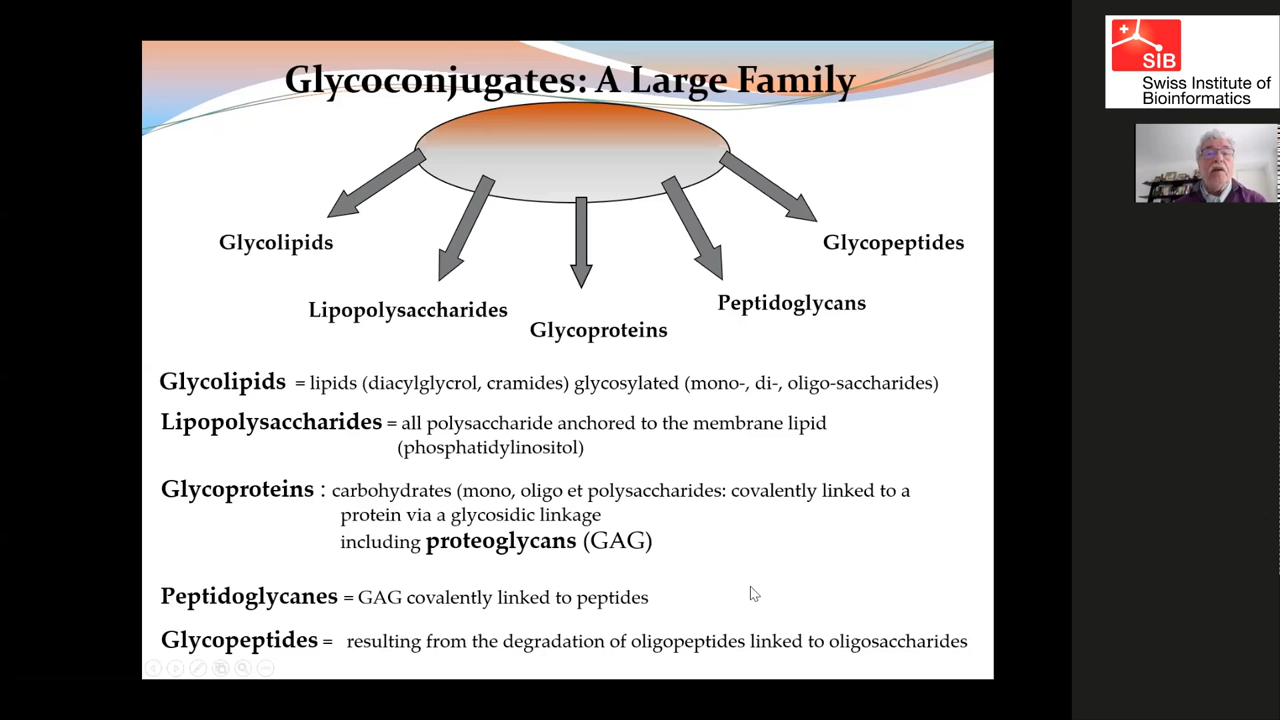 Glycoconjugates: A Large Family
Glycolipids
Lipopolysaccharides
Glycoproteins
Peptidoglycans
Glycopeptides
Glycolipids = lipids (diacylglycrol, cramides) glycosylated (mono-, di-, oligo-saccharides)
Lipopolysaccharides = all polysaccharide anchored to the membrane lipid
(phosphatidylinositol)
Glycoproteins : carbohydrates (mono, oligo et polysaccharides: covalently linked to a
protein via a glycosidic linkage
including proteoglycans (GAG)
Peptidoglycanes = GAG covalently linked to peptides
Glycopeptides = resulting from the degradation of oligopeptides linked to oligosaccharides
SIB
Swiss Institute of
Bioinformatics